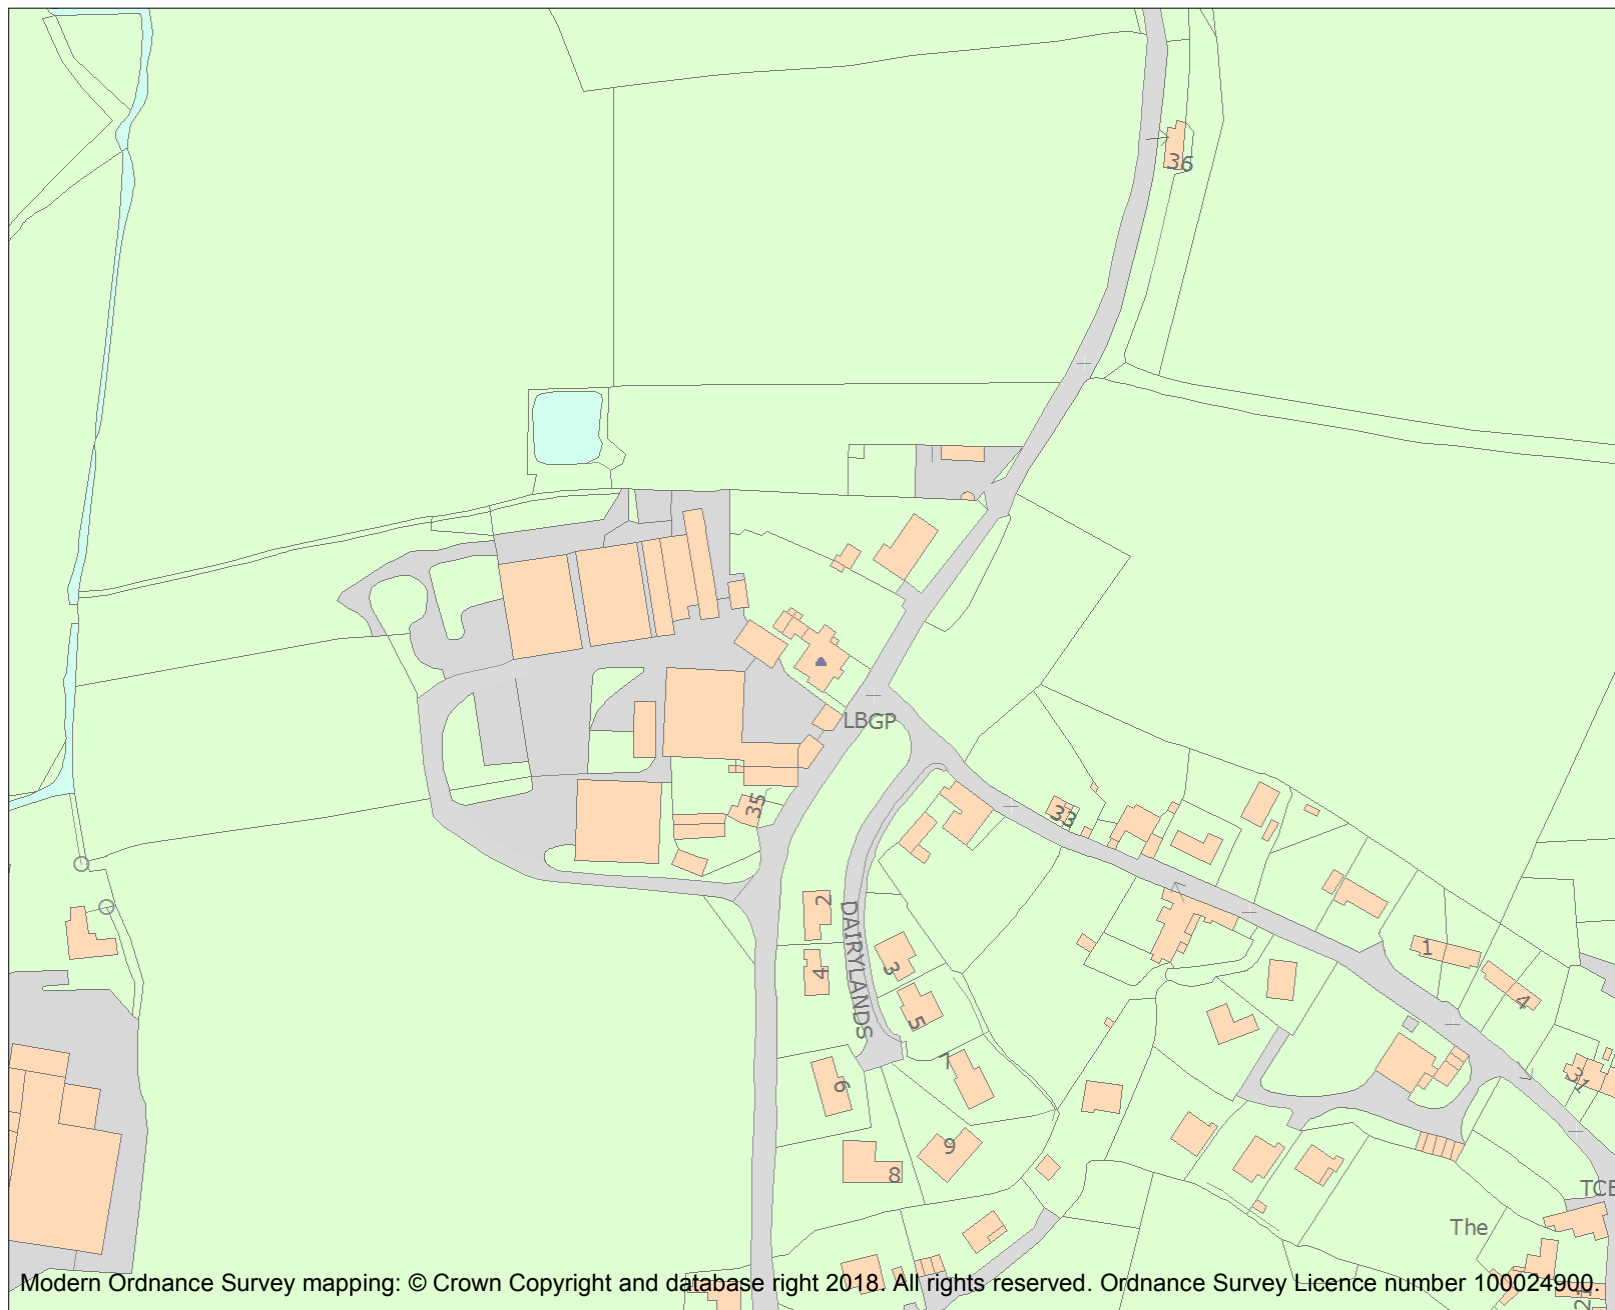 36
LBGP
35
33
2
DAIRYLANDS
3
4
1
4
5
7
6
31
9
8
TCB
The
Modern Ordnance Survey mapping: © Crown Copyright and database right 2018. All rights reserved. Ordnance Survey Licence number 100024900.